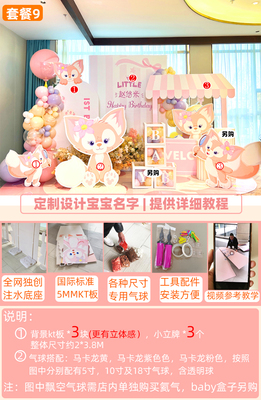 套餐9
LITTLE
赵悠紫
Happy Birthday
1ST
①
②
③
另购
B
A
另购
VELO
定制设计宝宝名字 | 提供详细教程
全网独创
注水底座
国际标准
5MMKT板
各种尺寸
专用气球
工具配件
安装方便
视频参考教学
说明：
① 背景kt板 *3块(更有立体感)，小立牌*3个
整体尺寸约2*3.8M
② 气球搭配：马卡龙黄、马卡龙紫色色、马卡龙粉色，按照
图中分别配有5寸、10寸及18寸气球，含透明球
注：图中飘空气球需店内单独购买氮气，baby盒子另购